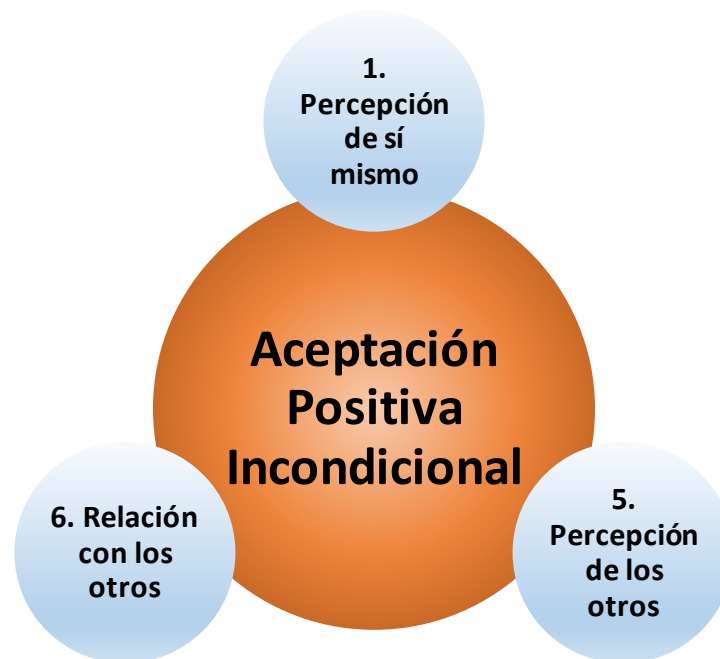 1.
Percepción
de sí
mismo
Aceptación
Positiva
Incondicional
6. Relación
con los
otros
5.
Percepción
de los
otros